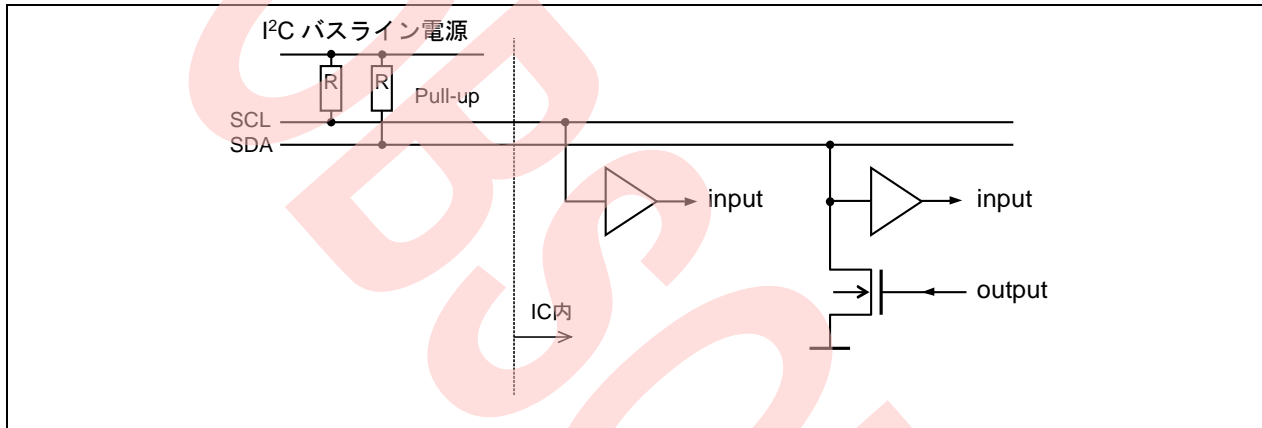 I²C バスライン電源
R R
Pull-up
SCL
SDA
input
input
output
IC内